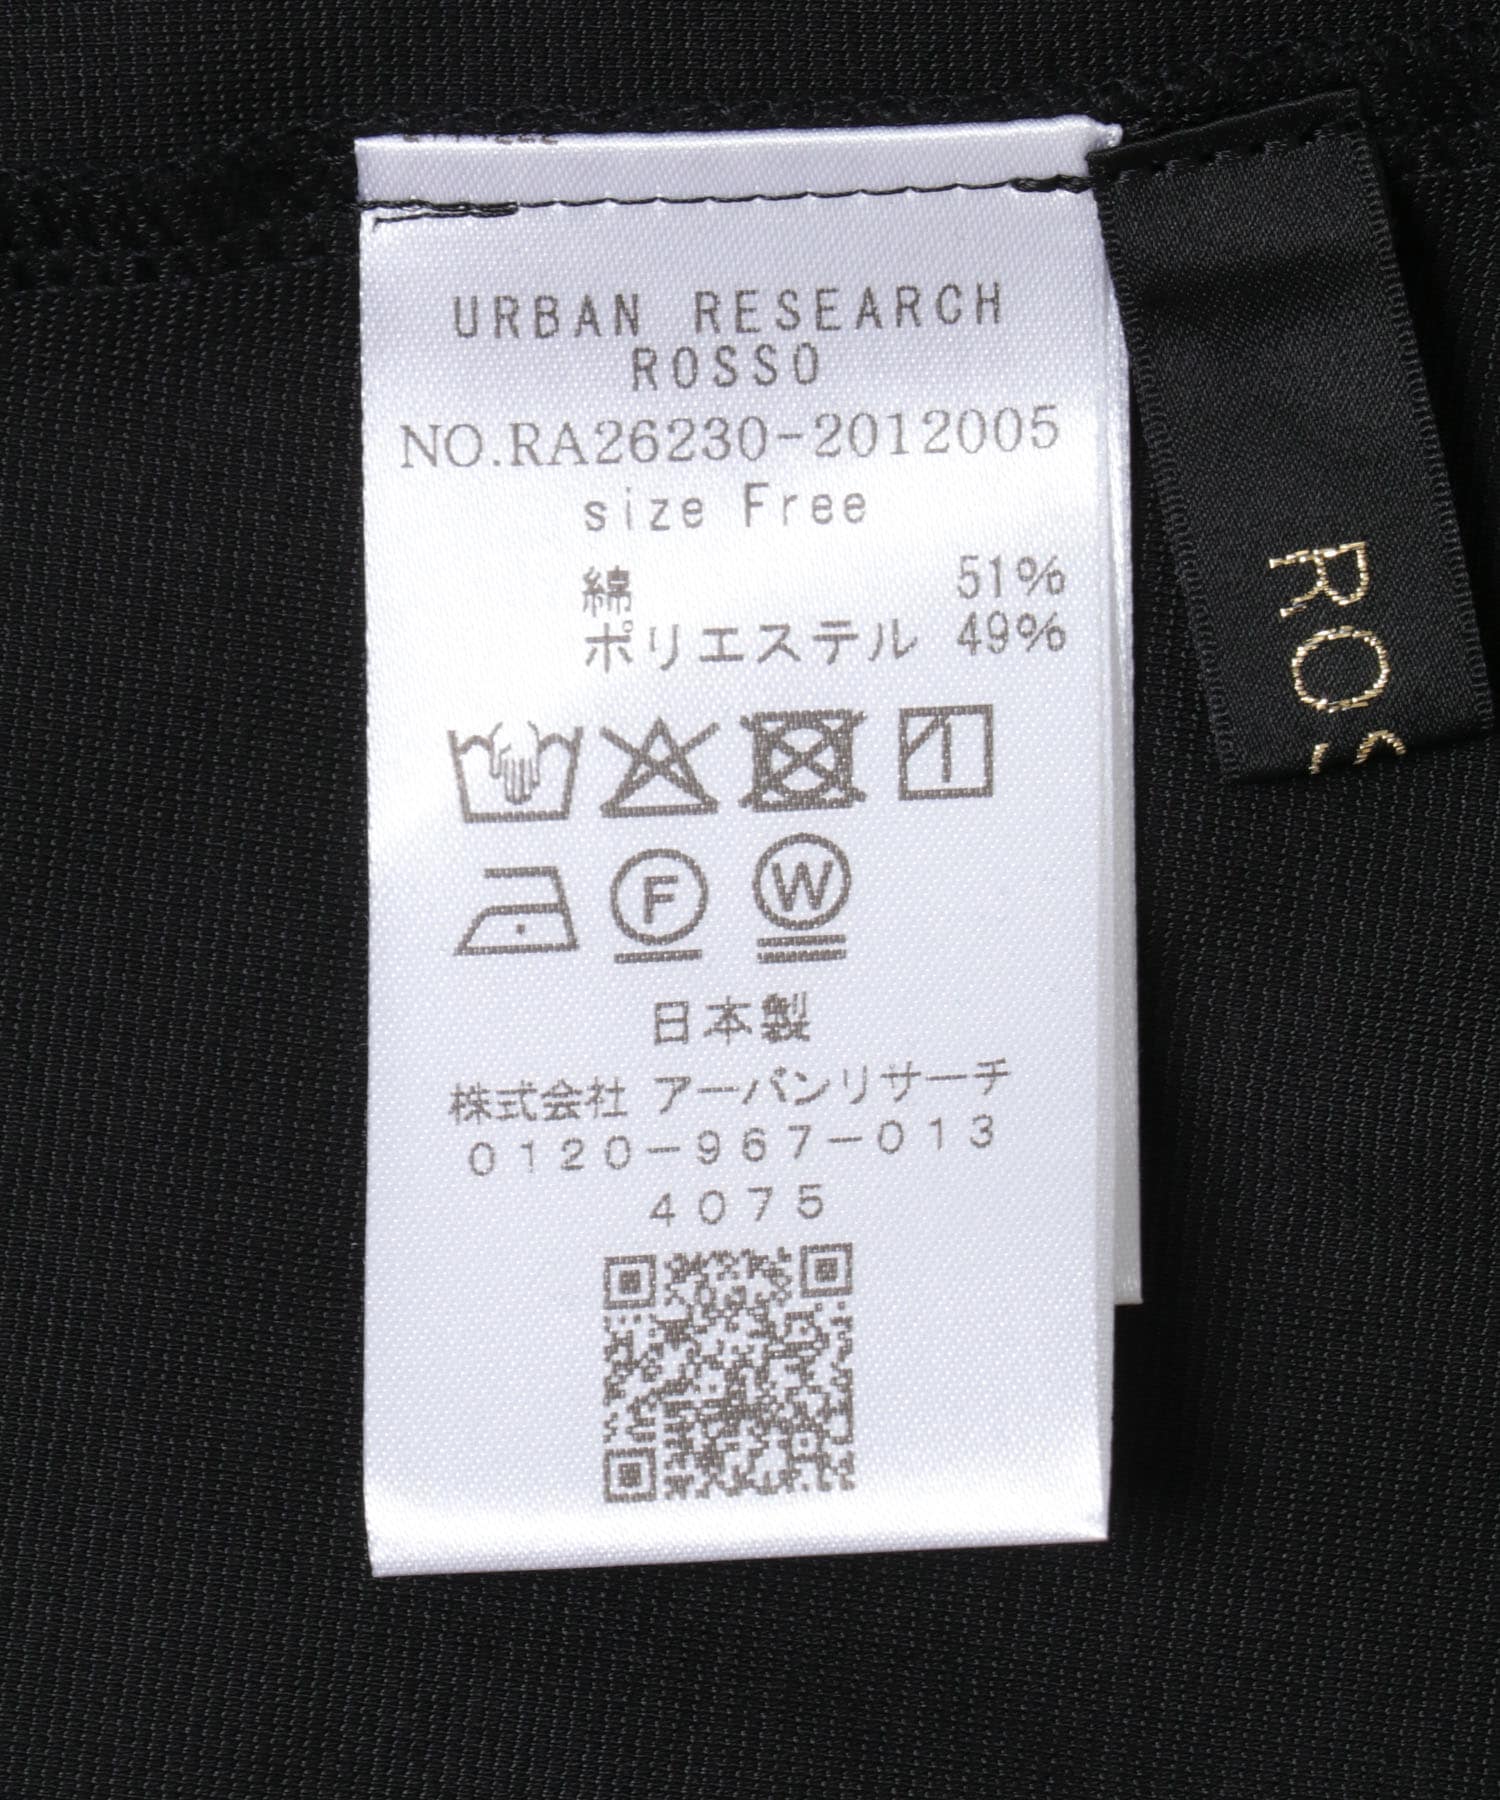 URBAN RESEARCH
ROSSO
NO.RA26230-2012005
size Free
綿 51%
ポリエステル 49%
F W
日本製
株式会社 アーバンリサーチ
0120-967-013
4075
ROS